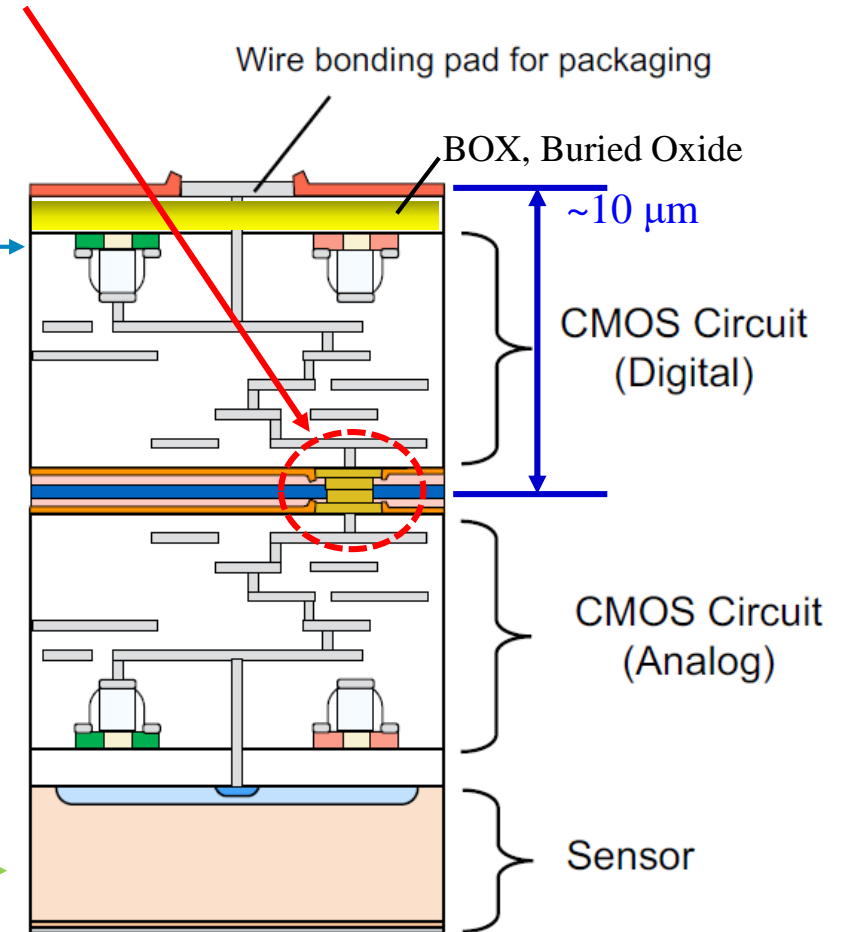 Wire bonding pad for packaging
BOX, Buried Oxide
~10 μm
CMOS Circuit
(Digital)
CMOS Circuit
(Analog)
Sensor